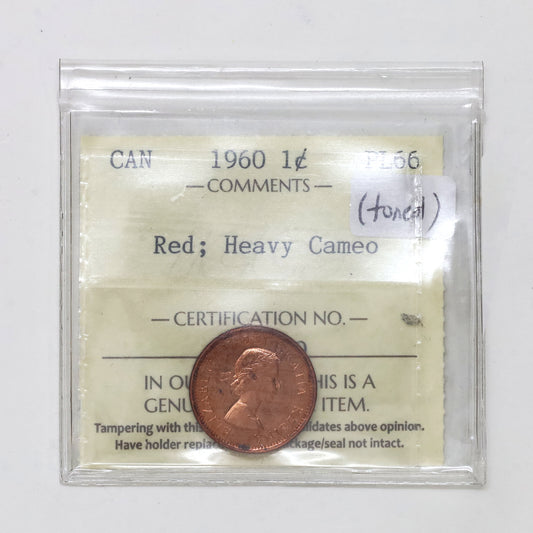 CAN 1960 1¢ PL66
— COMMENTS —
(toned)
Red; Heavy Cameo
— CERTIFICATION NO. —
IN OU HIS IS A
GENU ITEM.
Tampering with thi idates above opinion.
Have holder repla ckage/seal not intact.